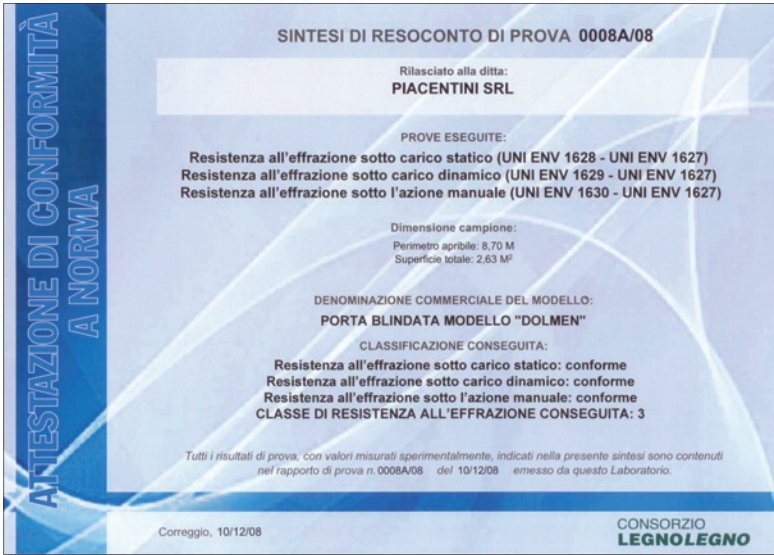 ATTESTAZIONE DI CONFORMITÀ
A NORMA
SINTESI DI RESOCONTO DI PROVA 0008A/08
Rilasciato alla ditta:
PIACENTINI SRL
PROVE ESEGUITE:
Resistenza all'effrazione sotto carico statico (UNI ENV 1628 - UNI ENV 1627)
Resistenza all'effrazione sotto carico dinamico (UNI ENV 1629 - UNI ENV 1627)
Resistenza all'effrazione sotto l'azione manuale (UNI ENV 1630 - UNI ENV 1627)
Dimensione campione:
Perimetro apribile: 8,70 M
Superficie totale: 2,63 M²
DENOMINAZIONE COMMERCIALE DEL MODELLO:
PORTA BLINDATA MODELLO "DOLMEN"
CLASSIFICAZIONE CONSEGUITA:
Resistenza all'effrazione sotto carico statico: conforme
Resistenza all'effrazione sotto carico dinamico: conforme
Resistenza all'effrazione sotto l'azione manuale: conforme
CLASSE DI RESISTENZA ALL'EFFRAZIONE CONSEGUITA: 3
Tutti i risultati di prova, con valori misurati sperimentalmente, indicati nella presente sintesi sono contenuti
nel rapporto di prova n. 0008A/08 del 10/12/08 emesso da questo Laboratorio.
Correggio, 10/12/08
CONSORZIO
LEGNOLEGNO